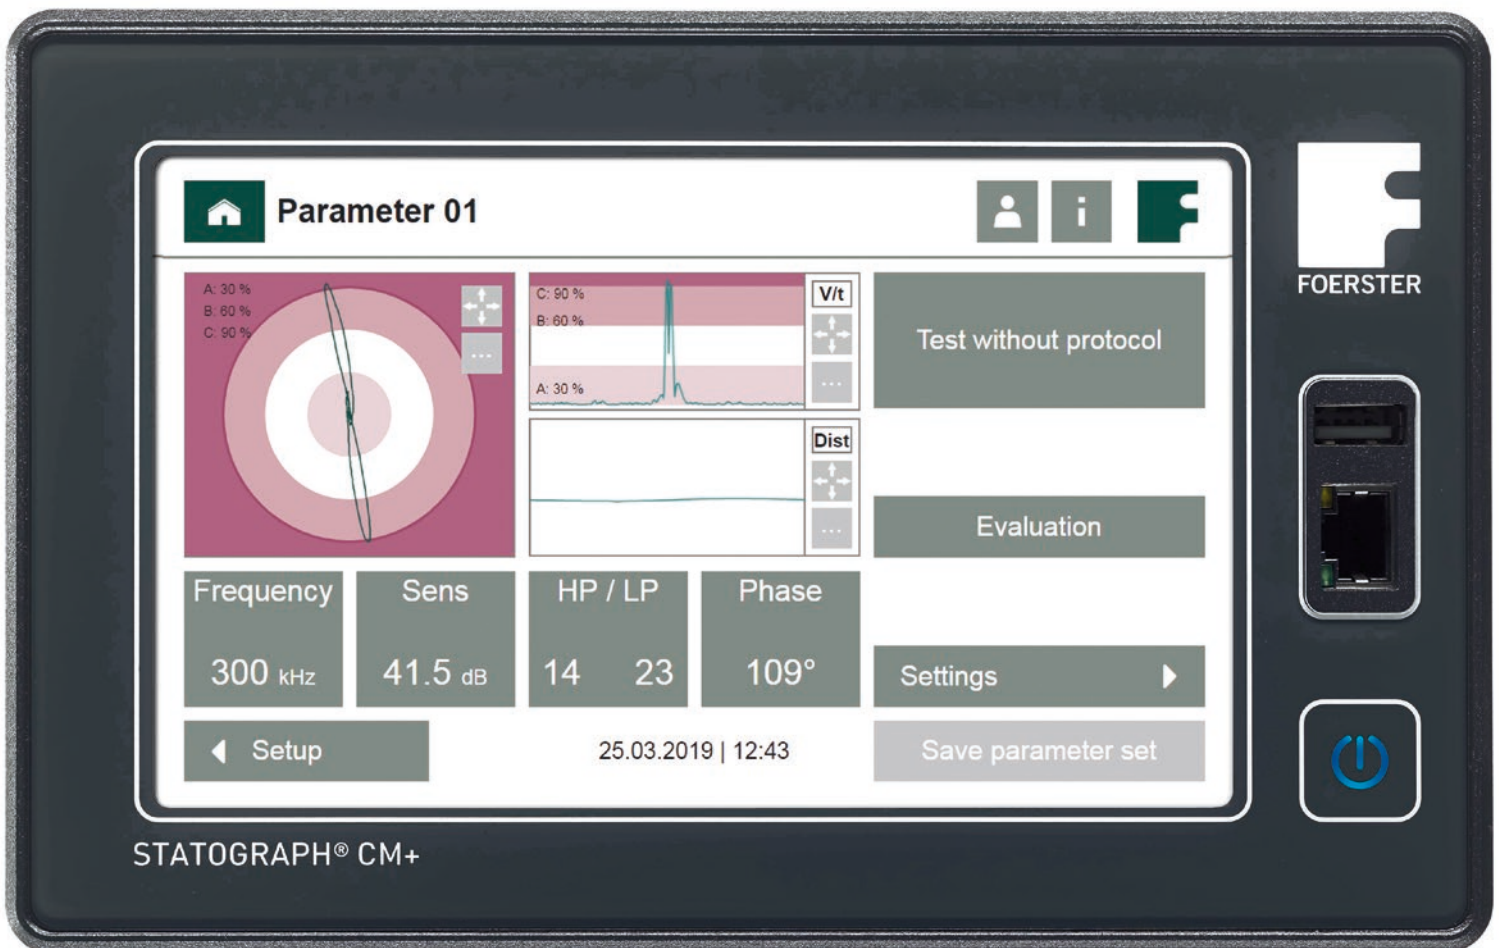 Parameter 01
i
FOERSTER
A: 30 %
B: 60 %
C: 90 %
...
C: 90 %
B: 60 %
A: 30 %
V/t
...
Dist
...
Test without protocol
Evaluation
Frequency
300 kHz
Sens
41.5 dB
HP / LP
14 23
Phase
109°
Settings
Setup
25.03.2019 | 12:43
Save parameter set
STATOGRAPH® CM+